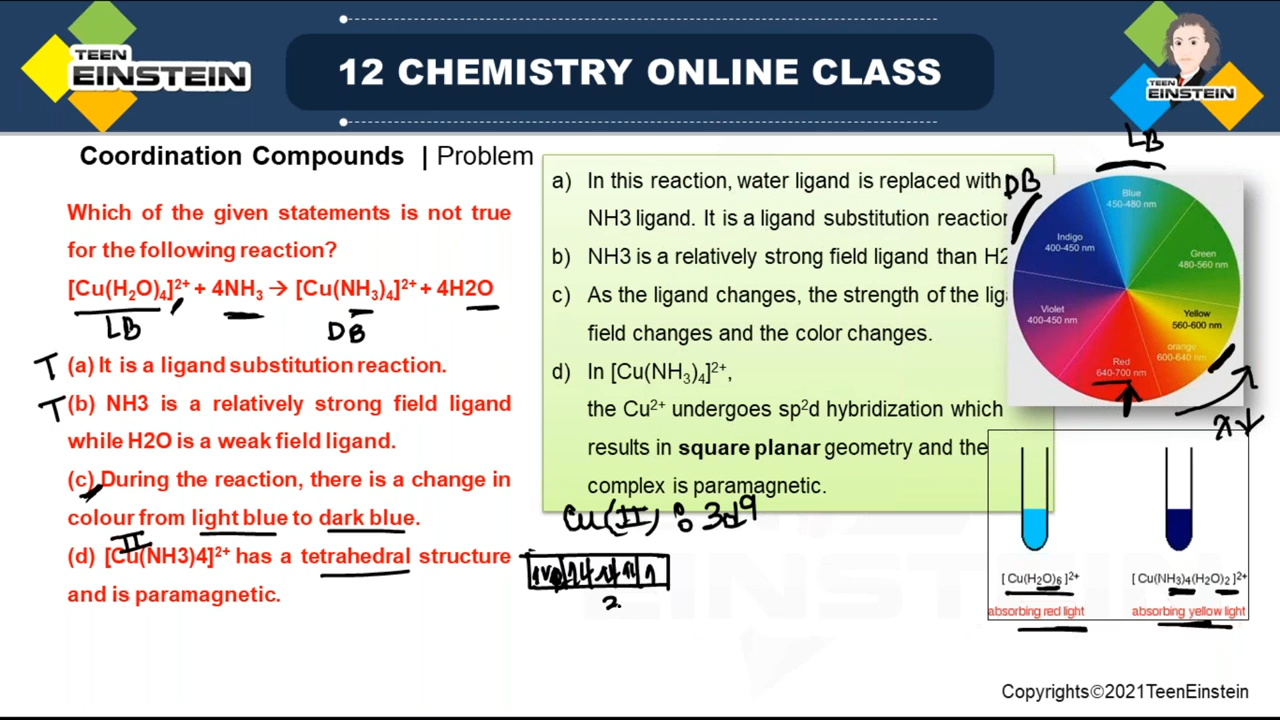 TEEN
EINSTEIN
12 CHEMISTRY ONLINE CLASS
TEEN
EINSTEIN
Coordination Compounds | Problem
Which of the given statements is not true
for the following reaction?
[Cu(H₂O)₄]²⁺ + 4NH₃ → [Cu(NH₃)₄]²⁺ + 4H2O
LB DB
T (a) It is a ligand substitution reaction.
T (b) NH3 is a relatively strong field ligand
while H2O is a weak field ligand.
(c) During the reaction, there is a change in
colour from light blue to dark blue.
II
(d) [Cu(NH3)4]²⁺ has a tetrahedral structure
and is paramagnetic.
a) In this reaction, water ligand is replaced with
NH3 ligand. It is a ligand substitution reaction
b) NH3 is a relatively strong field ligand than H2
c) As the ligand changes, the strength of the lig
field changes and the color changes.
d) In [Cu(NH₃)₄]²⁺,
the Cu²⁺ undergoes sp²d hybridization which
results in square planar geometry and the
complex is paramagnetic.
Cu(II) : 3d⁹
LB
DB
Blue
450-480 nm
Indigo
400-450 nm
Green
480-560 nm
Violet
400-450 nm
Yellow
560-600 nm
orange
600-640 nm
Red
640-700 nm
λ↓
[ Cu(H₂O)₆ ]²⁺
absorbing red light
[ Cu(NH₃)₄(H₂O)₂ ]²⁺
absorbing yellow light
Copyrights©2021TeenEinstein